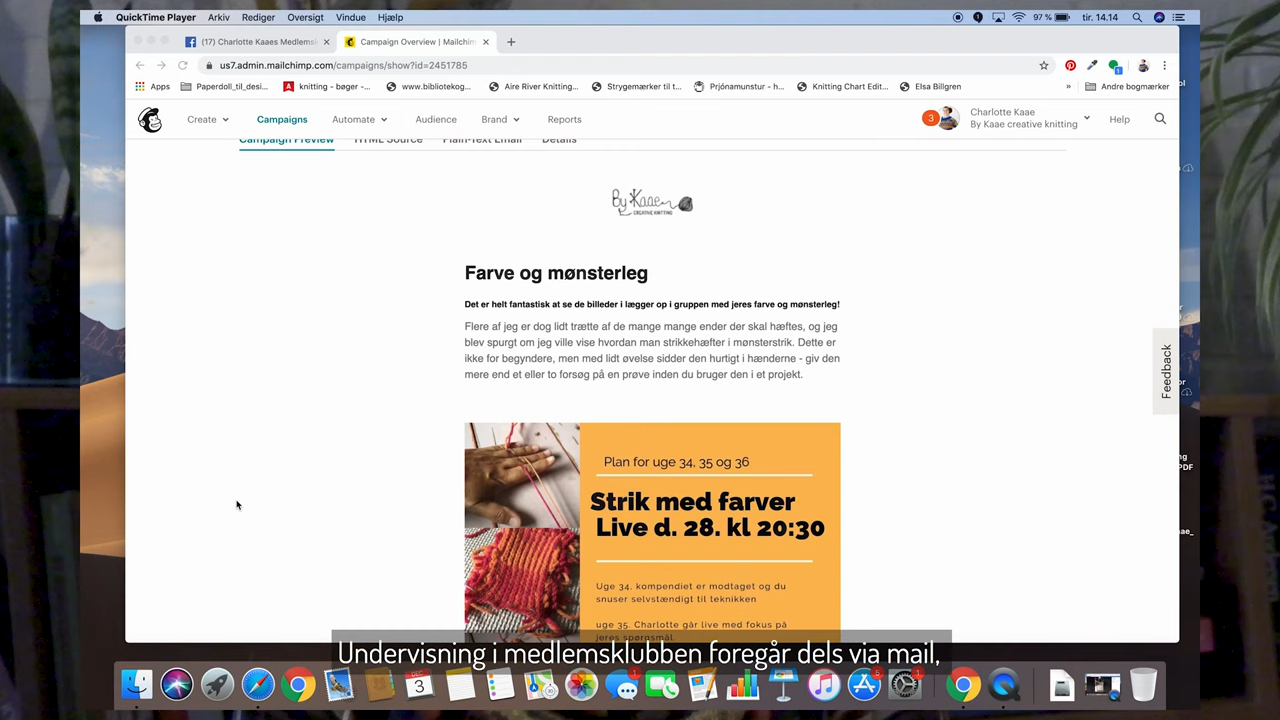 QuickTime Player Arkiv Rediger Oversigt Vindue Hjælp 97 % tir. 14.14
(17) Charlotte Kaaes Medlems Campaign Overview | Mailchim
us7.admin.mailchimp.com/campaigns/show?id=2451785
Apps Paperdoll_til_desi... knitting - bøger -... www.bibliotekog... Aire River Knitting... Strygemærker til t... Prjónamunstur - h... Knitting Chart Edit... Elsa Billgren » Andre bogmærker
Create Campaigns Automate Audience Brand Reports 3 Charlotte Kaae Help
By Kaae creative knitting
Campaign Preview HTML Source Plain-Text Email Details
By Kaae
CREATIVE KNITTING
Farve og mønsterleg
Det er helt fantastisk at se de billeder i lægger op i gruppen med jeres farve og mønsterleg!
Flere af jeg er dog lidt trætte af de mange mange ender der skal hæftes, og jeg
blev spurgt om jeg ville vise hvordan man strikkehæfter i mønsterstrik. Dette er
ikke for begyndere, men med lidt øvelse sidder den hurtigt i hænderne - giv den
mere end et eller to forsøg på en prøve inden du bruger den i et projekt.
Feedback
Plan for uge 34, 35 og 36
Strik med farver
Live d. 28. kl 20:30
Uge 34, kompendiet er modtaget og du
snuser selvstændigt til teknikken
uge 35. Charlotte går live med fokus på
jeres spørgsmål.
Undervisning i medlemsklubben foregår dels via mail,
DEC
3
PDF